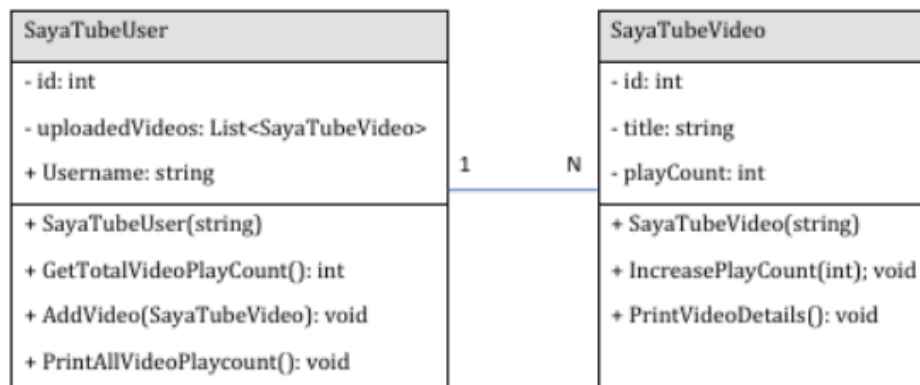 SayaTubeUser
- id: int
- uploadedVideos: List<SayaTubeVideo>
+ Username: string
+ SayaTubeUser(string)
+ GetTotalVideoPlayCount(): int
+ AddVideo(SayaTubeVideo): void
+ PrintAllVideoPlaycount(): void
1
N
SayaTubeVideo
- id: int
- title: string
- playCount: int
+ SayaTubeVideo(string)
+ IncreasePlayCount(int); void
+ PrintVideoDetails(): void